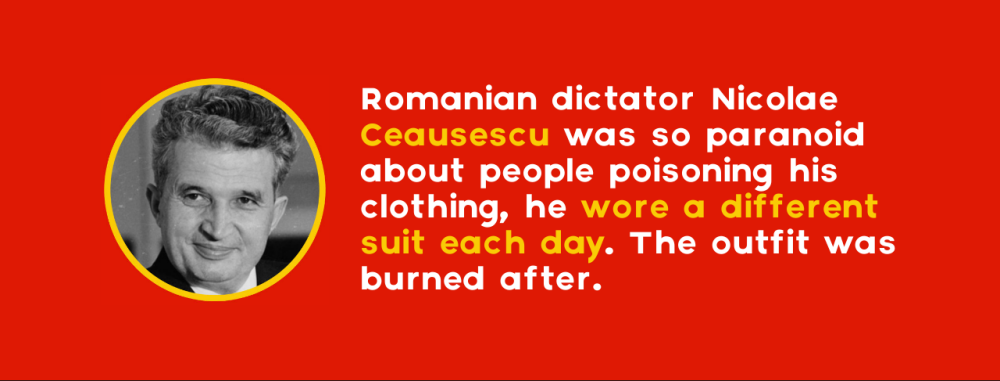 Romanian dictator Nicolae
Ceausescu was so paranoid
about people poisoning his
clothing, he wore a different
suit each day. The outfit was
burned after.